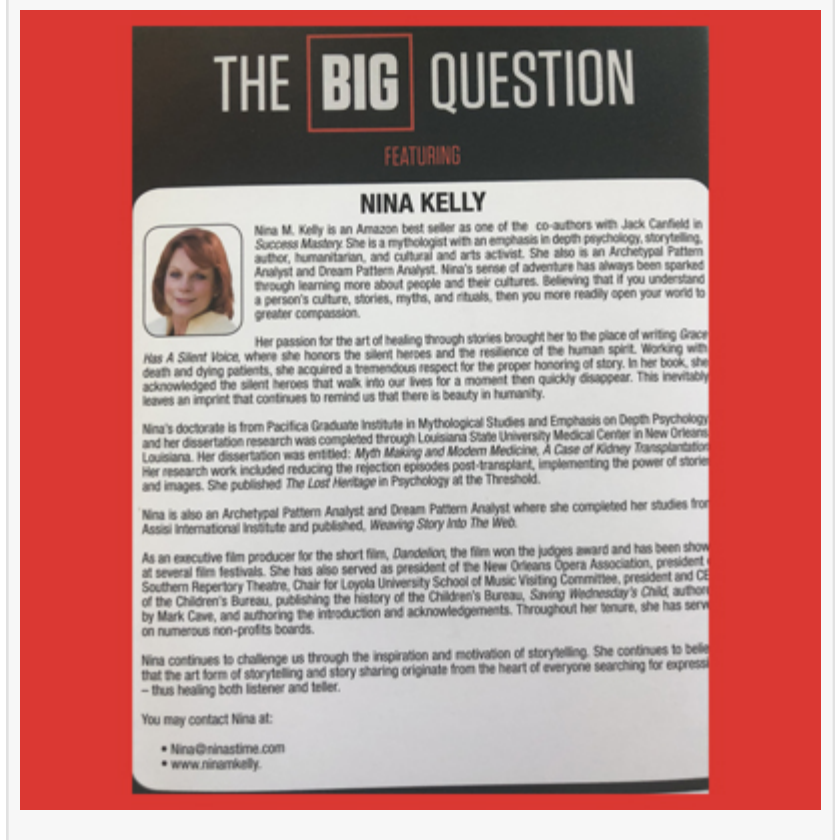 THE BIG QUESTION
FEATURING
NINA KELLY
Nina M. Kelly is an Amazon best seller as one of the co-authors with Jack Canfield in
Success Mastery. She is a mythologist with an emphasis in depth psychology, storytelling,
author, humanitarian, and cultural and arts activist. She also is an Archetypal Pattern
Analyst and Dream Pattern Analyst. Nina's sense of adventure has always been sparked
through learning more about people and their cultures. Believing that if you understand
a person's culture, stories, myths, and rituals, then you more readily open your world to
greater compassion.
Her passion for the art of healing through stories brought her to the place of writing Grace
Has A Silent Voice, where she honors the silent heroes and the resilience of the human spirit. Working with
death and dying patients, she acquired a tremendous respect for the proper honoring of story. In her book, she
acknowledged the silent heroes that walk into our lives for a moment then quickly disappear. This inevitably
leaves an imprint that continues to remind us that there is beauty in humanity.
Nina's doctorate is from Pacifica Graduate Institute in Mythological Studies and Emphasis on Depth Psychology
and her dissertation research was completed through Louisiana State University Medical Center in New Orleans
Louisiana. Her dissertation was entitled: Myth Making and Modern Medicine, A Case of Kidney Transplantation
Her research work included reducing the rejection episodes post-transplant, implementing the power of storie
and images. She published The Lost Heritage in Psychology at the Threshold.
Nina is also an Archetypal Pattern Analyst and Dream Pattern Analyst where she completed her studies fror
Assisi International Institute and published, Weaving Story Into The Web.
As an executive film producer for the short film, Dandelion, the film won the judges award and has been show
at several film festivals. She has also served as president of the New Orleans Opera Association, president
Southern Repertory Theatre, Chair for Loyola University School of Music Visiting Committee, president and CE
of the Children's Bureau, publishing the history of the Children's Bureau, Saving Wednesday's Child, author
by Mark Cave, and authoring the introduction and acknowledgements. Throughout her tenure, she has serv
on numerous non-profits boards.
Nina continues to challenge us through the inspiration and motivation of storytelling. She continues to belie
that the art form of storytelling and story sharing originate from the heart of everyone searching for expressi
– thus healing both listener and teller.
You may contact Nina at:
• Nina@ninastime.com
• www.ninamkelly.